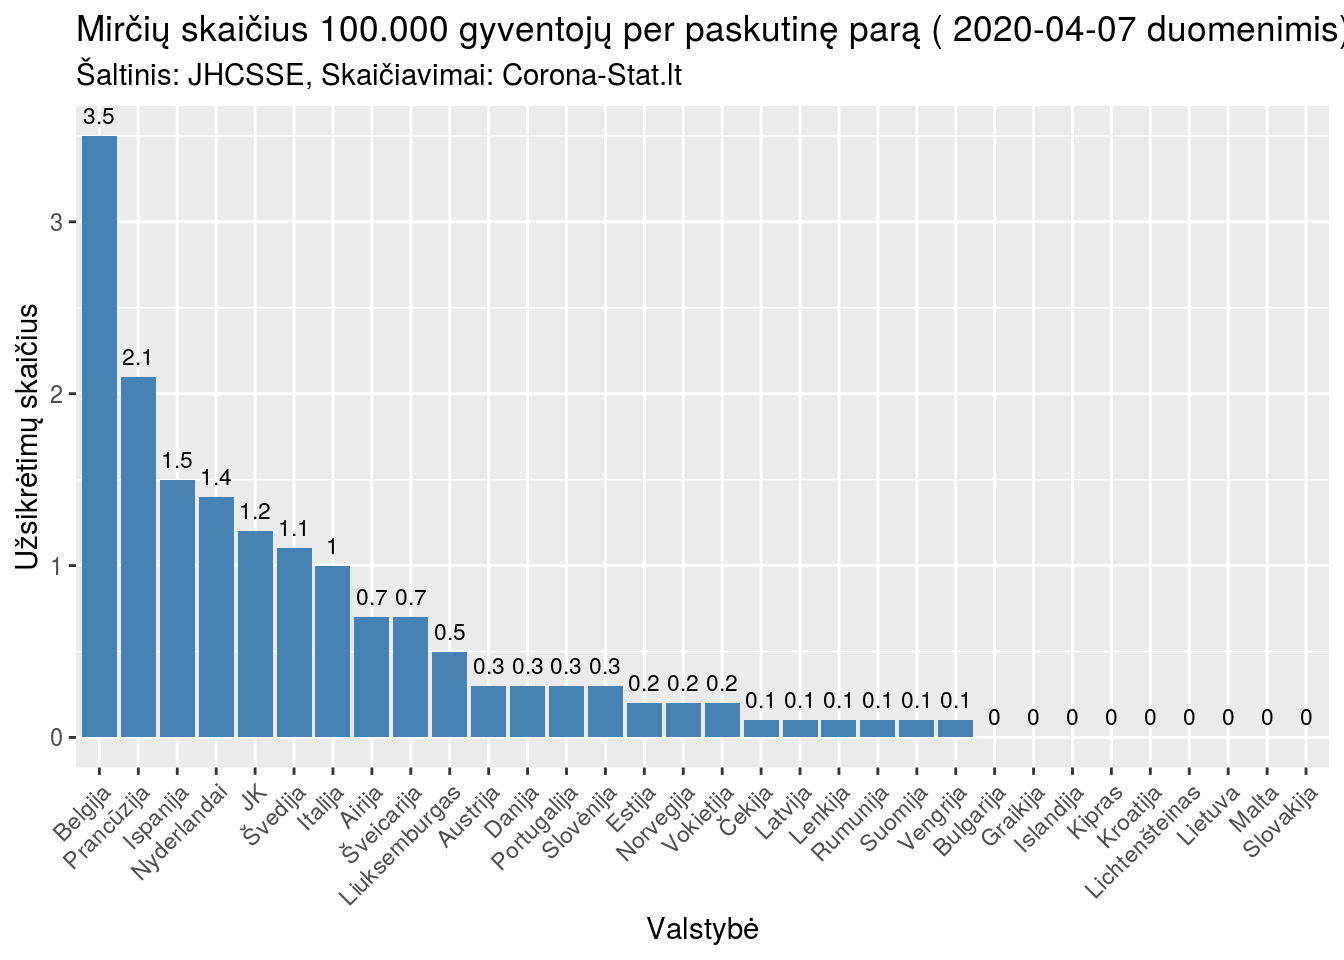 Mirčių skaičius 100.000 gyventojų per paskutinę parą ( 2020-04-07 duomenimis)
Šaltinis: JHCSSE, Skaičiavimai: Corona-Stat.lt
Užsikrėtimų skaičius
3
2
1
0
3.5
2.1
1.5
1.4
1.2
1.1
1
0.7
0.7
0.5
0.3
0.3
0.3
0.3
0.2
0.2
0.2
0.1
0.1
0.1
0.1
0.1
0.1
0
0
0
0
0
0
0
0
0
Belgija
Prancūzija
Ispanija
Nyderlandai
JK
Švedija
Italija
Airija
Šveicarija
Liuksemburgas
Austrija
Danija
Portugalija
Slovėnija
Estija
Norvegija
Vokietija
Čekija
Latvija
Lenkija
Rumunija
Suomija
Vengrija
Bulgarija
Graikija
Islandija
Kipras
Kroatija
Lichtenšteinas
Lietuva
Malta
Slovakija
Valstybė